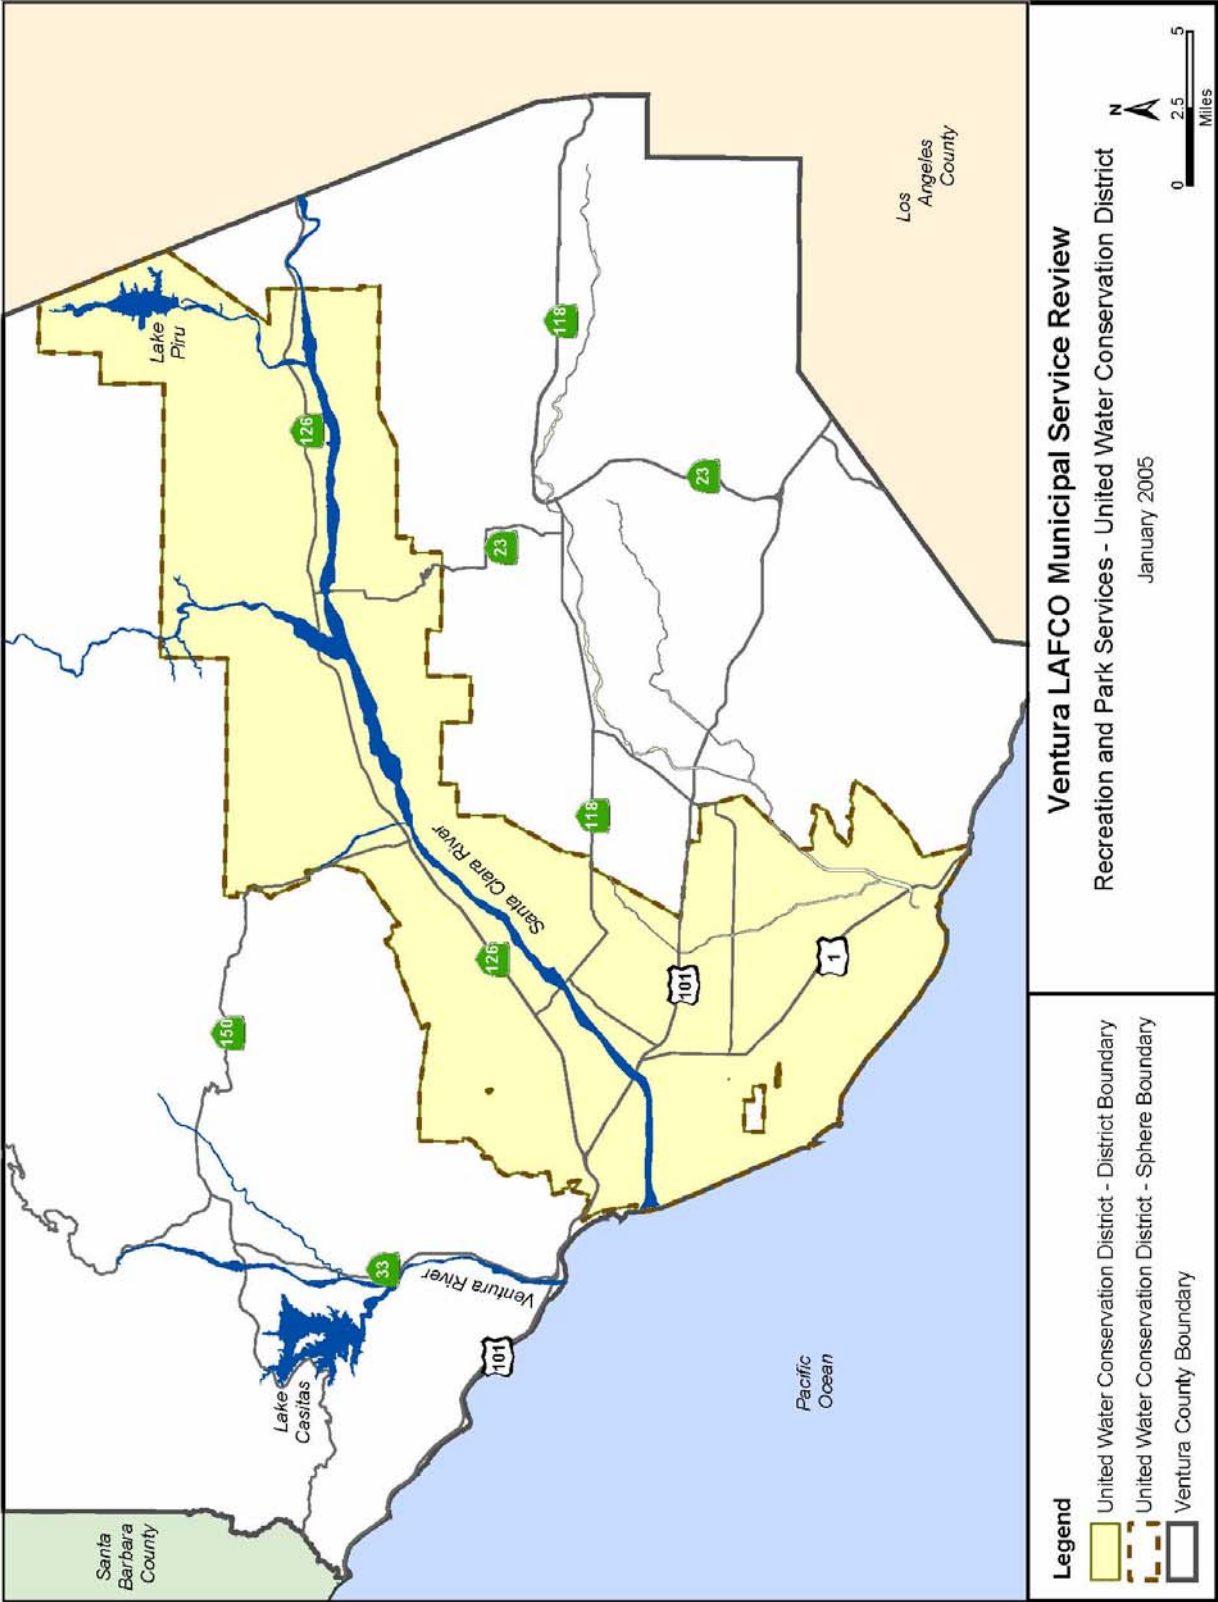 Santa
Barbara
County
Lake
Casitas
33
Ventura River
101
Pacific
Ocean
150
126
Santa Clara River
101
1
118
23
23
126
Lake
Piru
118
Los
Angeles
County
Legend
United Water Conservation District - District Boundary
United Water Conservation District - Sphere Boundary
Ventura County Boundary
Ventura LAFCO Municipal Service Review
Recreation and Park Services - United Water Conservation District
January 2005
N
0 2.5 5
Miles